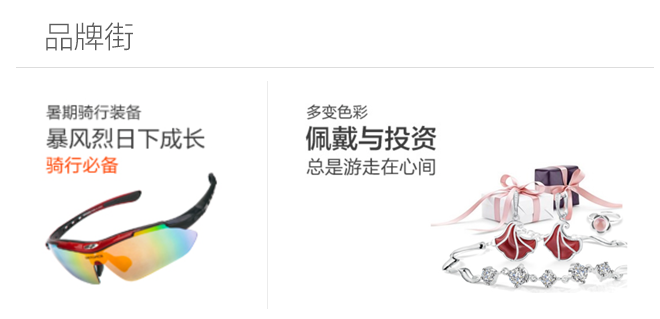 品牌街
暑期骑行装备
暴风烈日下成长
骑行必备
多变色彩
佩戴与投资
总是游走在心间